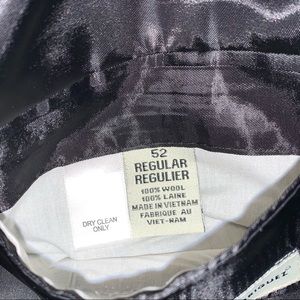 52
REGULAR
REGULIER
100% WOOL
100% LAINE
MADE IN VIETNAM
FABRIQUE AU
VIET-NAM
DRY CLEAN
ONLY